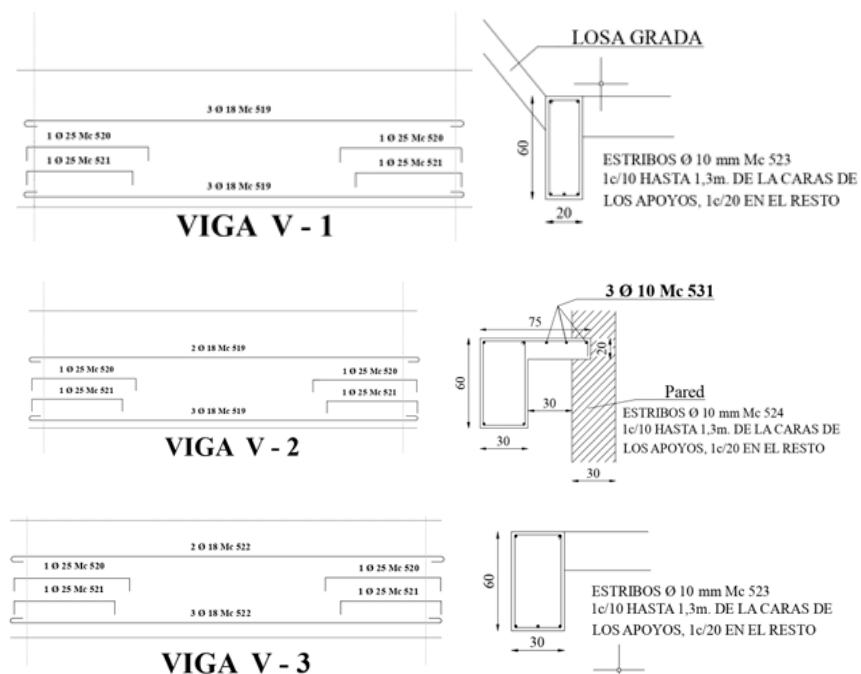 3 Ø 18 Mc 519
1 Ø 25 Mc 520
1 Ø 25 Mc 520
1 Ø 25 Mc 521
1 Ø 25 Mc 521
3 Ø 18 Mc 519
VIGA V - 1
LOSA GRADA
60
20
ESTRIBOS Ø 10 mm Mc 523
1c/10 HASTA 1,3m. DE LA CARAS DE
LOS APOYOS, 1c/20 EN EL RESTO
2 Ø 18 Mc 519
1 Ø 25 Mc 520
1 Ø 25 Mc 520
1 Ø 25 Mc 521
1 Ø 25 Mc 521
3 Ø 18 Mc 519
VIGA V - 2
3 Ø 10 Mc 531
75
20
60
30
30
Pared
30
ESTRIBOS Ø 10 mm Mc 524
1c/10 HASTA 1,3m. DE LA CARAS DE
LOS APOYOS, 1c/20 EN EL RESTO
2 Ø 18 Mc 522
1 Ø 25 Mc 520
1 Ø 25 Mc 520
1 Ø 25 Mc 521
1 Ø 25 Mc 521
3 Ø 18 Mc 522
VIGA V - 3
60
30
ESTRIBOS Ø 10 mm Mc 523
1c/10 HASTA 1,3m. DE LA CARAS DE
LOS APOYOS, 1c/20 EN EL RESTO